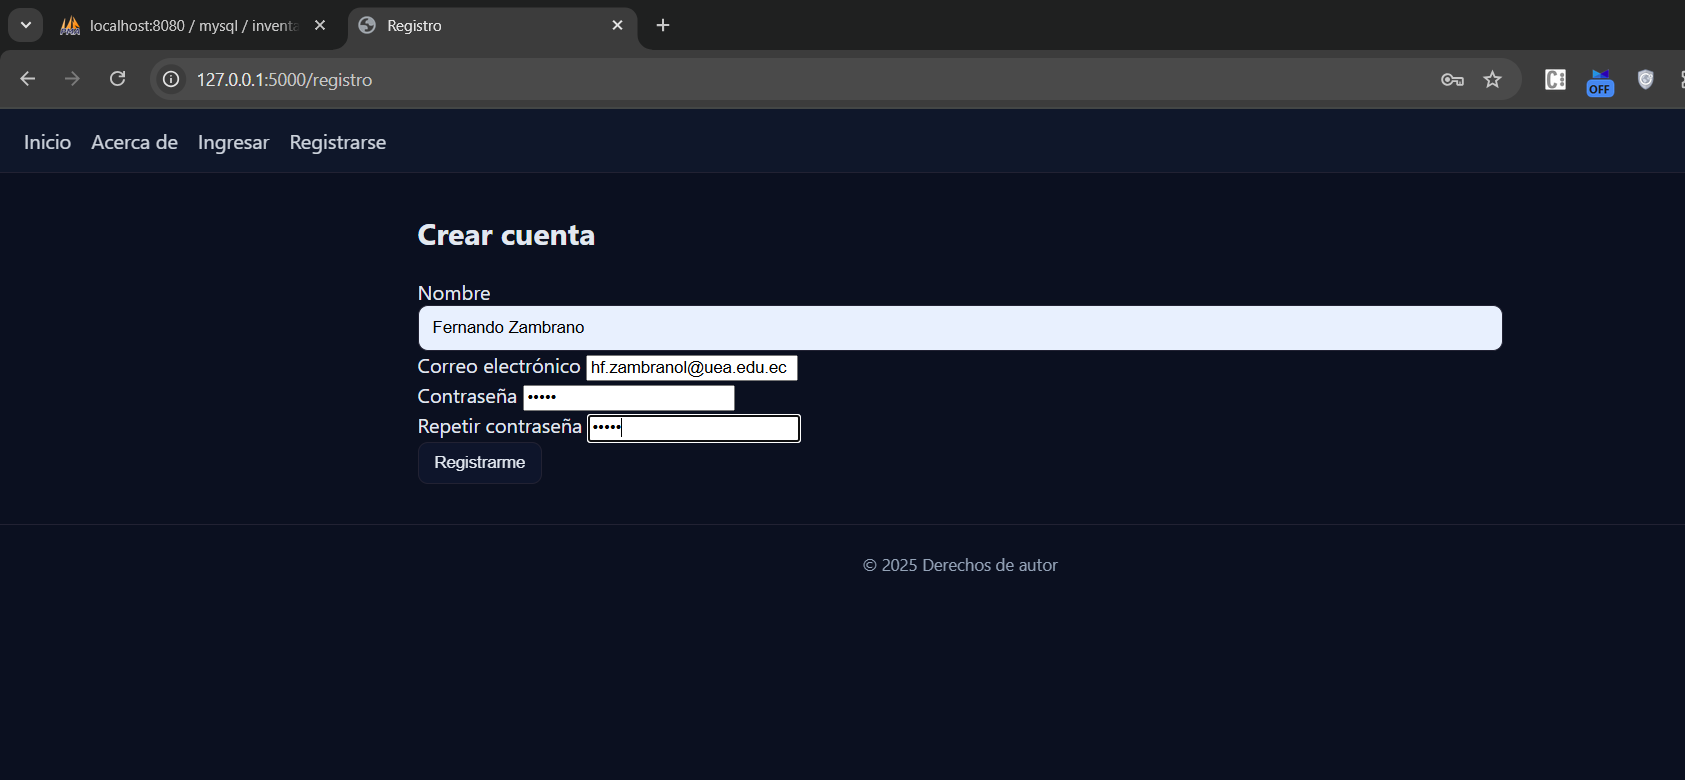 localhost:8080 / mysql / inventa
Registro
127.0.0.1:5000/registro
OFF
Inicio Acerca de Ingresar Registrarse
Crear cuenta
Nombre
Fernando Zambrano
Correo electrónico hf.zambranol@uea.edu.ec
Contraseña •••••
Repetir contraseña •••••
Registrarme
© 2025 Derechos de autor